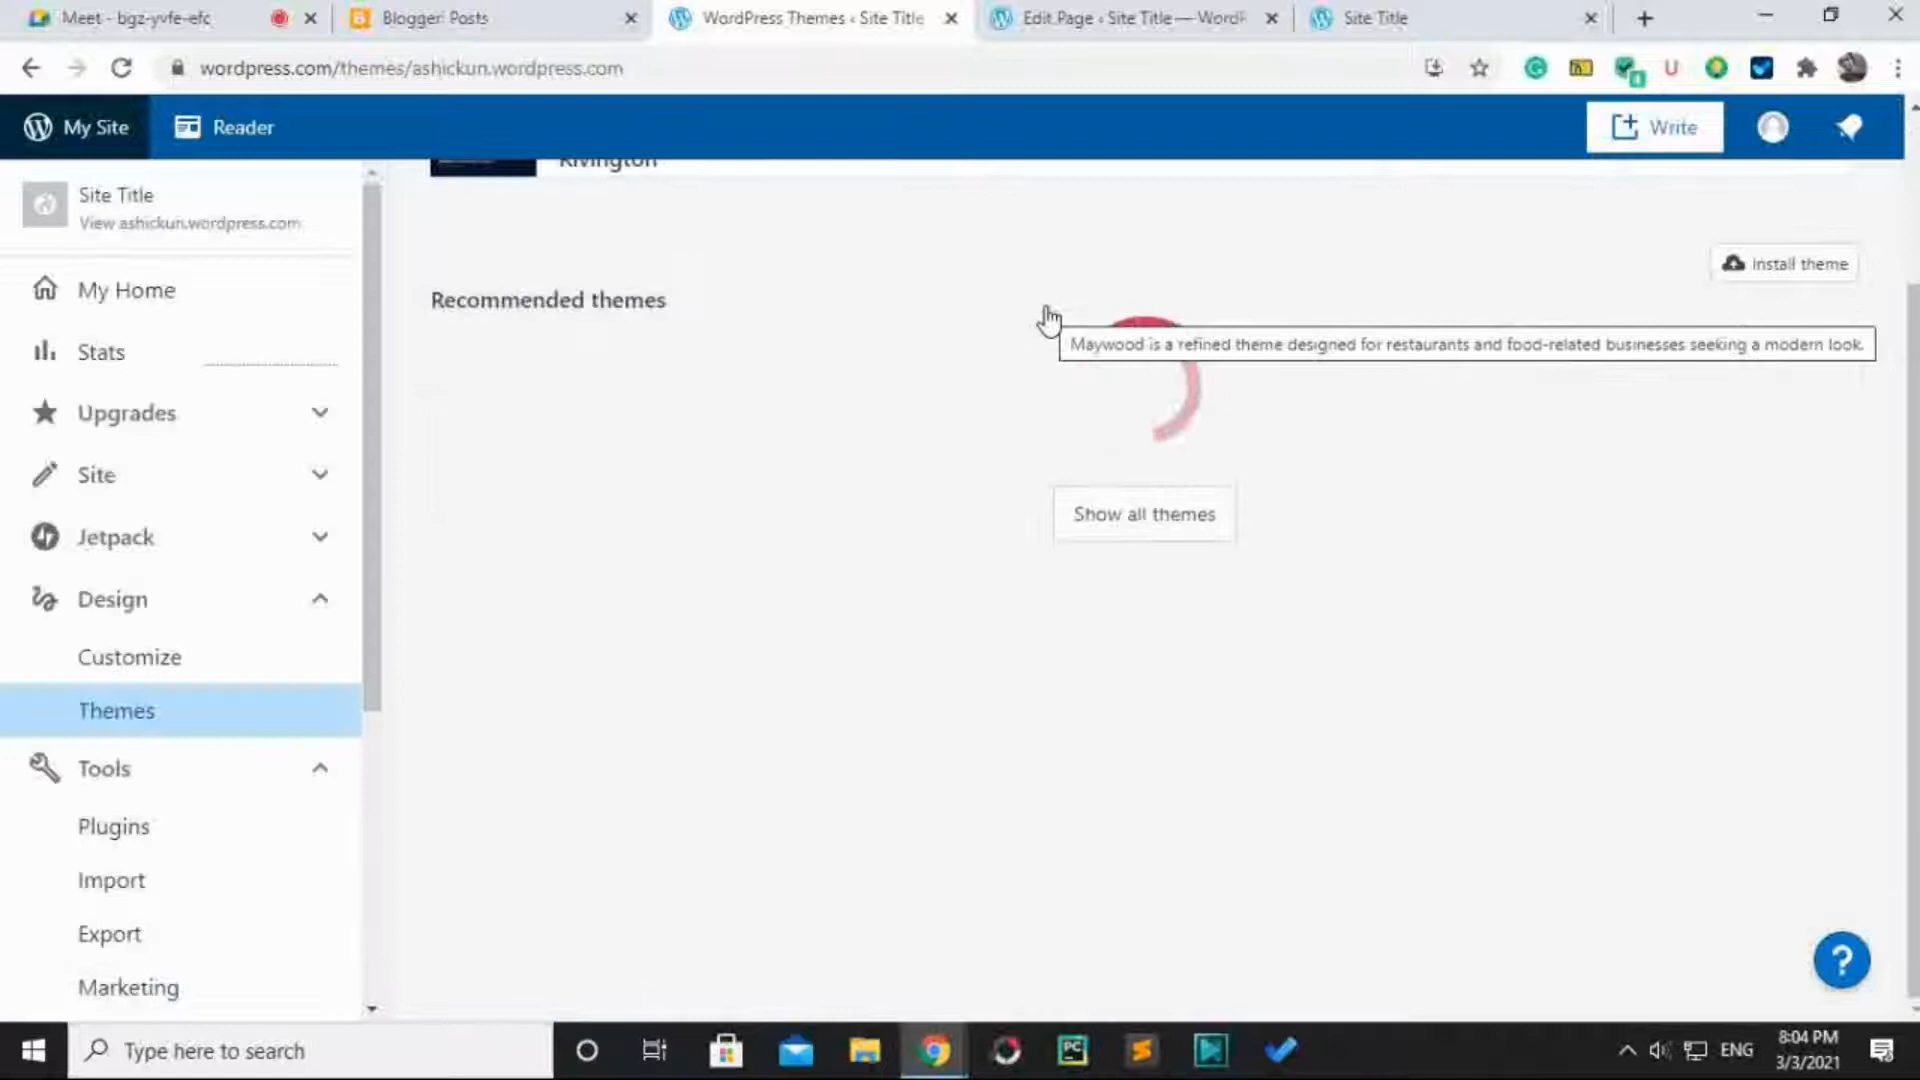 Meet - bgz-yvfe-efc
Blogger: Posts
WordPress Themes ‹ Site Title
Edit Page ‹ Site Title — WordP
Site Title
wordpress.com/themes/ashickun.wordpress.com
My Site
Reader
Write
Rivington
Site Title
View ashickun.wordpress.com
Install theme
My Home
Recommended themes
Maywood is a refined theme designed for restaurants and food-related businesses seeking a modern look.
Stats
Upgrades
Site
Show all themes
Jetpack
Design
Customize
Themes
Tools
Plugins
Import
Export
Marketing
Type here to search
ENG
8:04 PM
3/3/2021